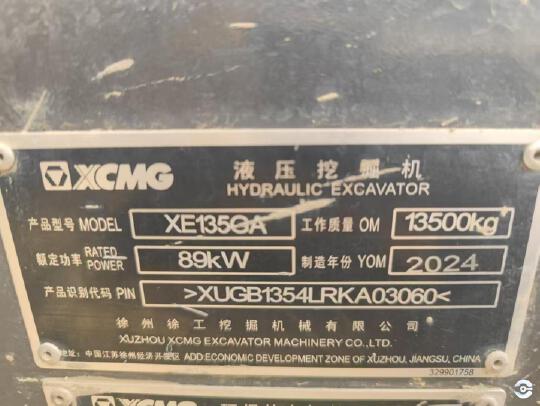 XCMG 液压挖掘机
HYDRAULIC EXCAVATOR
产品型号 MODEL XE135GA 工作质量 OM 13500kg
额定功率 RATED POWER 89kW 制造年份 YOM 2024
产品识别代码 PIN >XUGB1354LRKA03060<
徐州徐工挖掘机械有限公司
XUZHOU XCMG EXCAVATOR MACHINERY CO.,LTD.
地址: 中国江苏徐州经济开发区 ADD:ECONOMIC DEVELOPMENT ZONE OF XUZHOU, JIANGSU, CHINA
329901758
XCMG